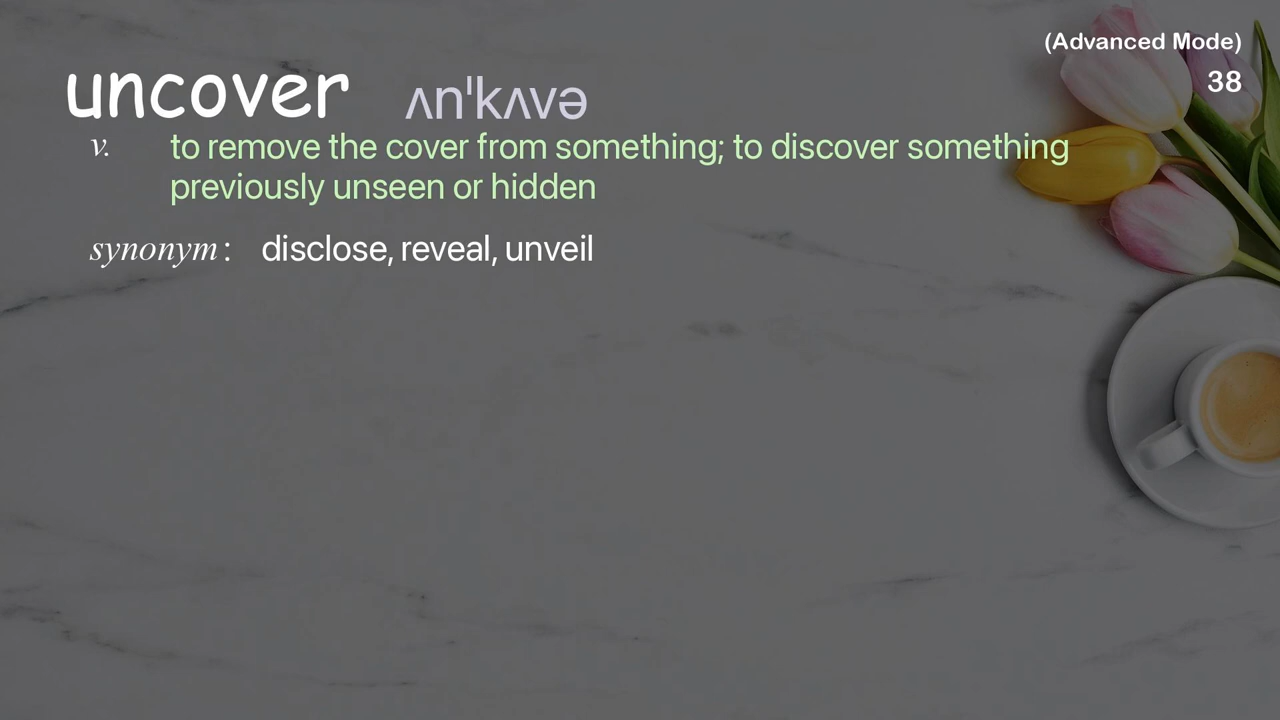 (Advanced Mode)
38
uncover ʌnˈkʌvə
v. to remove the cover from something; to discover something
previously unseen or hidden
synonym : disclose, reveal, unveil